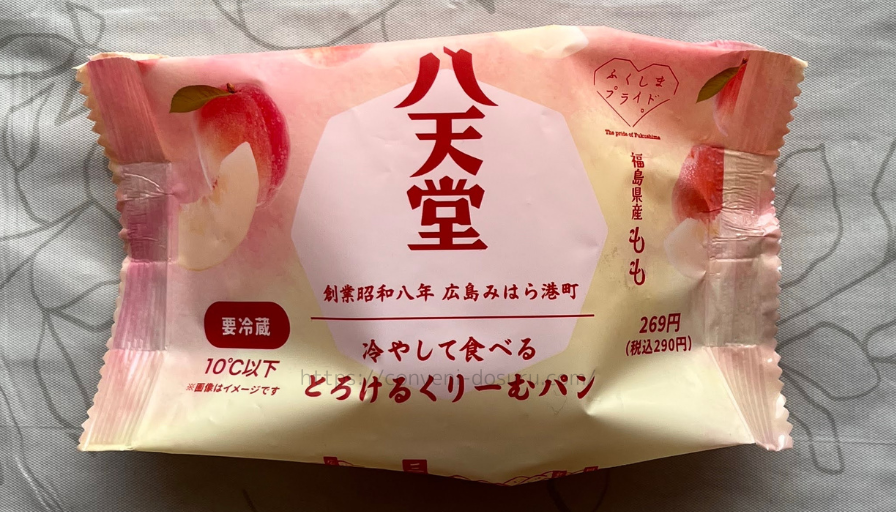 八天堂
創業昭和八年 広島みはら港町
冷やして食べる
とろけるくりーむパン
要冷蔵
10℃以下
※画像はイメージです
ふくしま
プライド。
The pride of Fukushima
福島県産
もも
269円
(税込290円)
https://conveni-dosuru.com/